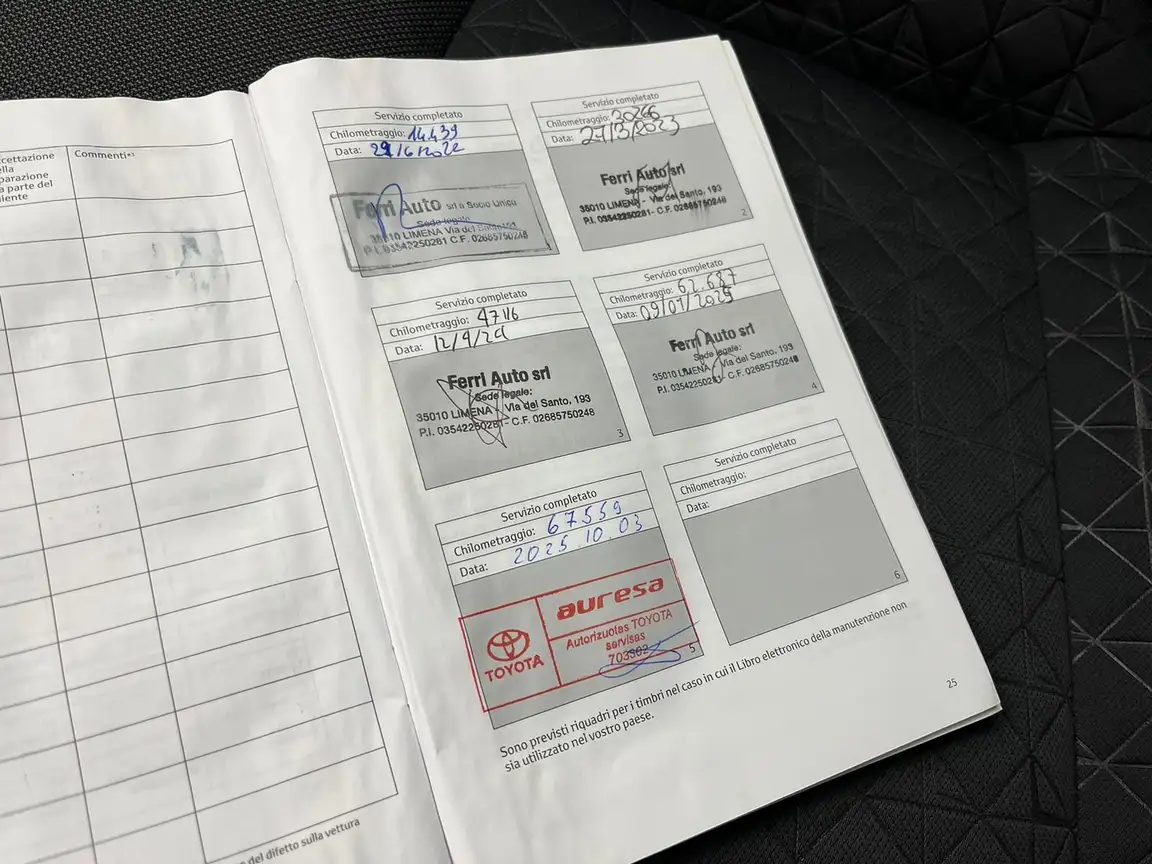 ccettazione
ella
parazione
a parte del
liente
Commenti*¹
del difetto sulla vettura
Servizio completato
Chilometraggio: 14.439
Data: 29/6/2022
Ferri Auto srl a Socio Unico
Sede legale
35010 LIMENA Via del
P.I. 03542250281 C.F. 02685750248
Servizio completato
Chilometraggio: 30266
Data: 27/3/2023
Ferri Auto srl
Sede legale:
35010 LIMENA - Via del Santo, 193
P.I. 03542250281- C.F. 02685750248
2
Servizio completato
Chilometraggio: 47116
Data: 12/4/24
Ferri Auto srl
Sede legale:
35010 LIMENA - Via del Santo, 193
P.I. 03542250281- C.F. 02685750248
3
Servizio completato
Chilometraggio: 62.687
Data: 09/01/2025
Ferri Auto srl
Sede legale:
35010 LIMENA - Via del Santo, 193
P.I. 03542250281- C.F. 02685750248
4
Servizio completato
Chilometraggio: 67559
Data: 2025.10.03
TOYOTA
auresa
Autorizuotas TOYOTA
servisas
703302
5
Servizio completato
Chilometraggio:
Data:
6
Sono previsti riquadri per i timbri nel caso in cui il Libro elettronico della manutenzione non
sia utilizzato nel vostro paese.
25